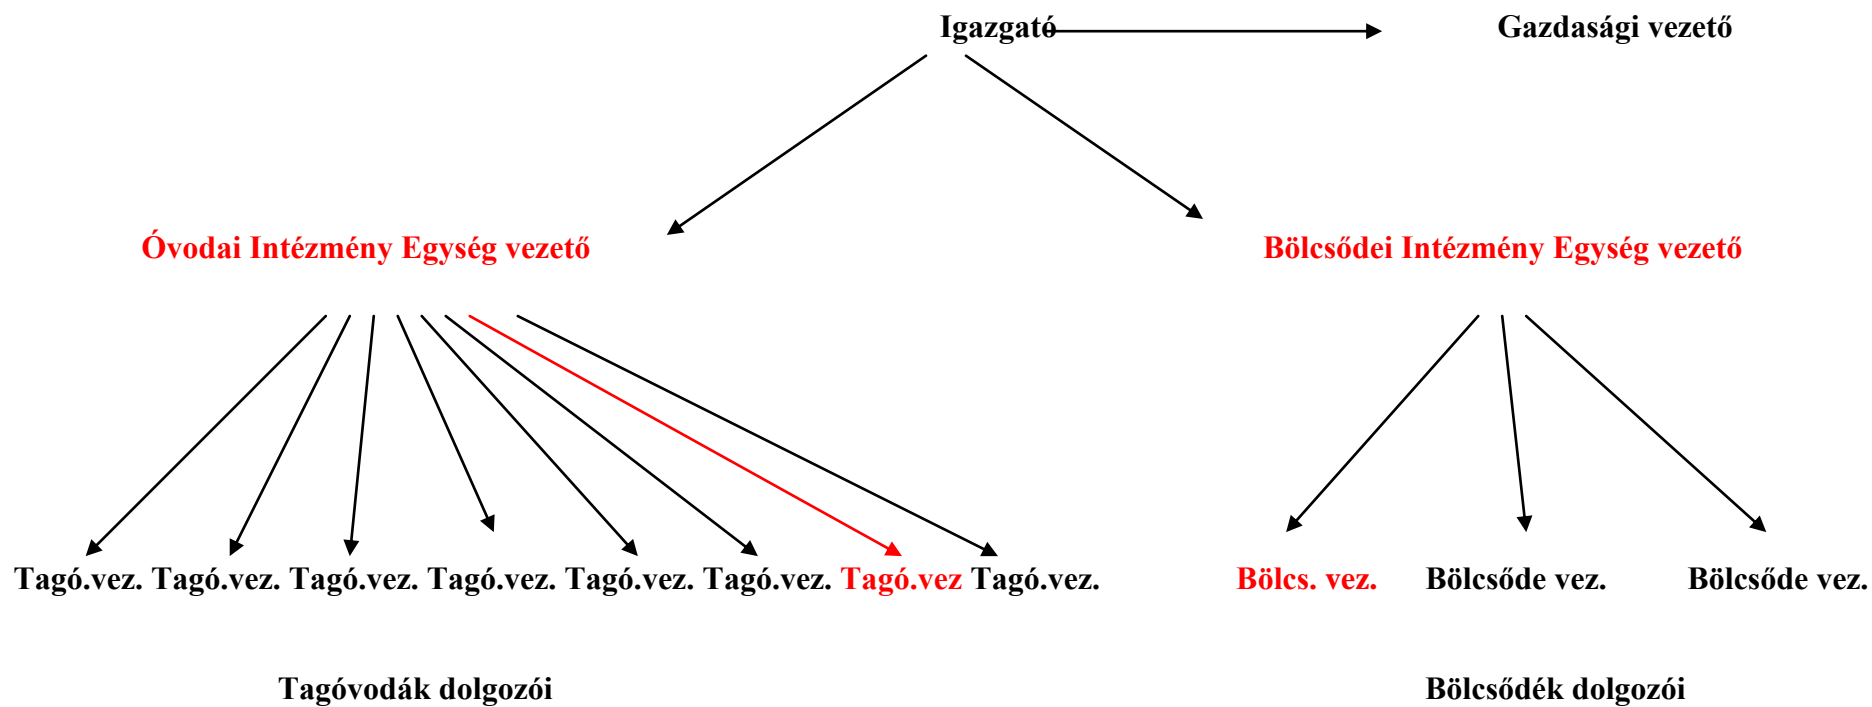 Igazgató Gazdasági vezető
Óvodai Intézmény Egység vezető Bölcsődei Intézmény Egység vezető
Tagó.vez. Tagó.vez. Tagó.vez. Tagó.vez. Tagó.vez. Tagó.vez. Tagó.vez Tagó.vez. Bölcs. vez. Bölcsőde vez. Bölcsőde vez.
Tagóvodák dolgozói Bölcsődék dolgozói